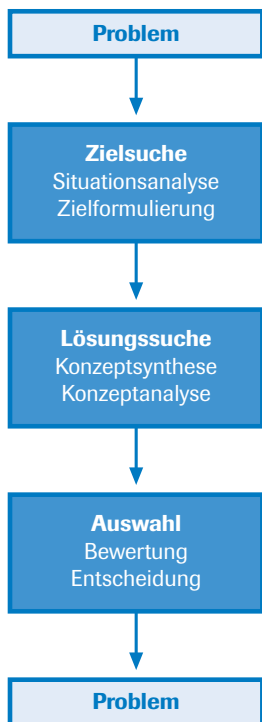 Problem
Zielsuche
Situationsanalyse
Zielformulierung
Lösungssuche
Konzeptsynthese
Konzeptanalyse
Auswahl
Bewertung
Entscheidung
Problem